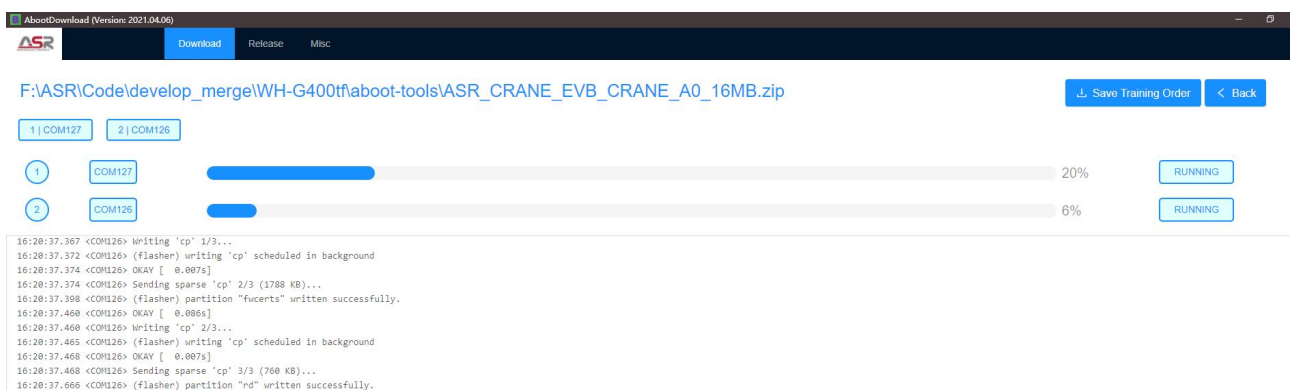 AbootDownload (Version: 2021.04.06)
ASR
Download Release Misc
F:\ASR\Code\develop_merge\WH-G400tf\aboot-tools\ASR_CRANE_EVB_CRANE_A0_16MB.zip
Save Training Order < Back
1 | COM127 2 | COM126
1 COM127 20% RUNNING
2 COM126 6% RUNNING
16:20:37.367 <COM126> Writing 'cp' 1/3...
16:20:37.372 <COM126> (flasher) writing 'cp' scheduled in background
16:20:37.374 <COM126> OKAY [  0.007s]
16:20:37.374 <COM126> Sending sparse 'cp' 2/3 (1788 KB)...
16:20:37.398 <COM126> (flasher) partition "fwcerts" written successfully.
16:20:37.460 <COM126> OKAY [  0.086s]
16:20:37.460 <COM126> Writing 'cp' 2/3...
16:20:37.465 <COM126> (flasher) writing 'cp' scheduled in background
16:20:37.468 <COM126> OKAY [  0.007s]
16:20:37.468 <COM126> Sending sparse 'cp' 3/3 (760 KB)...
16:20:37.666 <COM126> (flasher) partition "rd" written successfully.